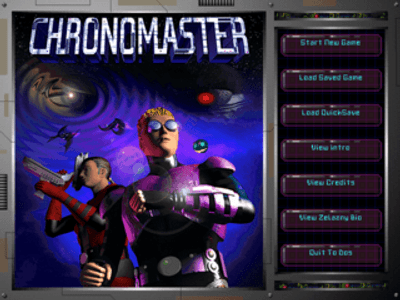 CHRONOMASTER
Start New Game
Load Saved Game
Load QuickSave
View Intro
View Credits
View Zelazny Bio
Quit To Dos